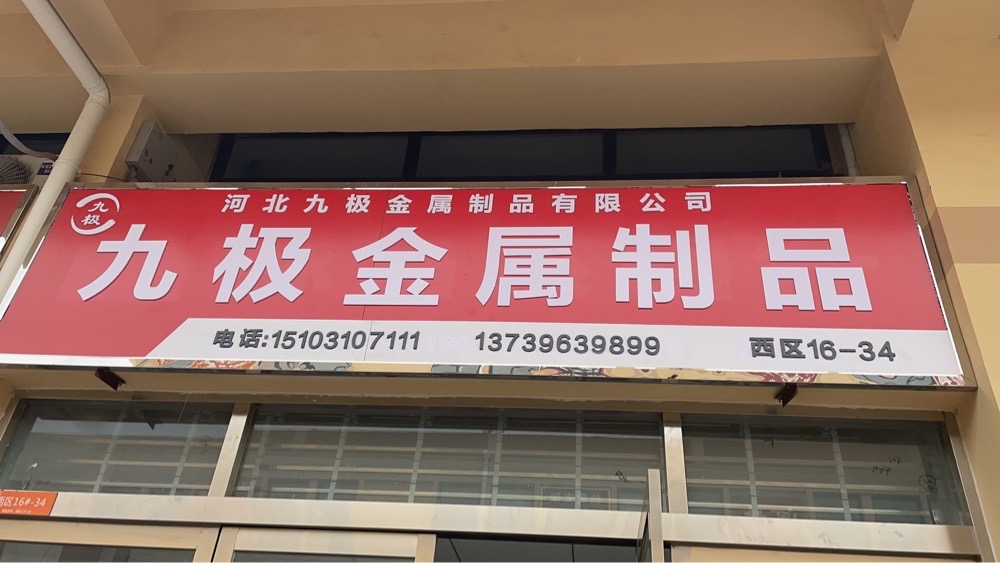 九极
河北九极金属制品有限公司
九极金属制品
电话:15103107111 13739639899 西区16-34
西区16#-34